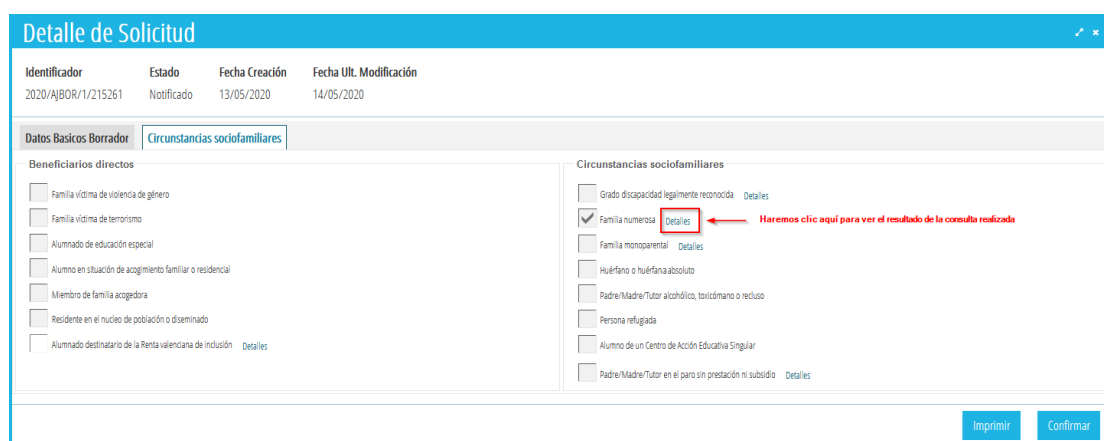 Detalle de Solicitud
Identificador Estado Fecha Creación Fecha Ult. Modificación
2020/AJBOR/1/215261 Notificado 13/05/2020 14/05/2020
Datos Basicos Borrador Circunstancias sociofamiliares
Beneficiarios directos
Familia víctima de violencia de género
Familia víctima de terrorismo
Alumnado de educación especial
Alumno en situación de acogimiento familiar o residencial
Miembro de familia acogedora
Residente en el nucleo de población o diseminado
Alumnado destinatario de la Renta valenciana de inclusión Detalles
Circunstancias sociofamiliares
Grado discapacidad legalmente reconocida Detalles
Familia numerosa Detalles Haremos clic aquí para ver el resultado de la consulta realizada
Familia monoparental Detalles
Huérfano o huérfana absoluto
Padre/Madre/Tutor alcohólico, toxicómano o recluso
Persona refugiada
Alumno de un Centro de Acción Educativa Singular
Padre/Madre/Tutor en el paro sin prestación ni subsidio Detalles
Imprimir Confirmar